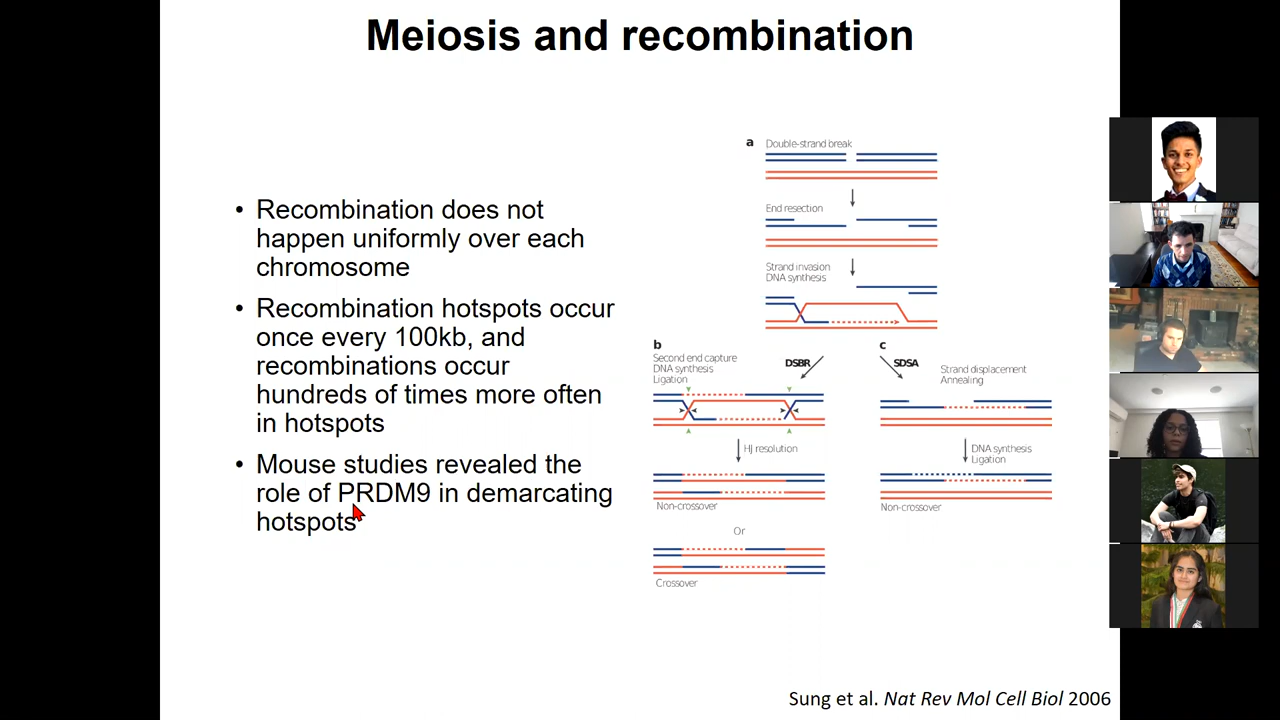 Meiosis and recombination
• Recombination does not
happen uniformly over each
chromosome
• Recombination hotspots occur
once every 100kb, and
recombinations occur
hundreds of times more often
in hotspots
• Mouse studies revealed the
role of PRDM9 in demarcating
hotspots
a
Double-strand break
End resection
Strand invasion
DNA synthesis
b
Second end capture
DNA synthesis
Ligation
DSBR
HJ resolution
Non-crossover
Or
Crossover
c
SDSA
Strand displacement
Annealing
DNA synthesis
Ligation
Non-crossover
Sung et al. Nat Rev Mol Cell Biol 2006